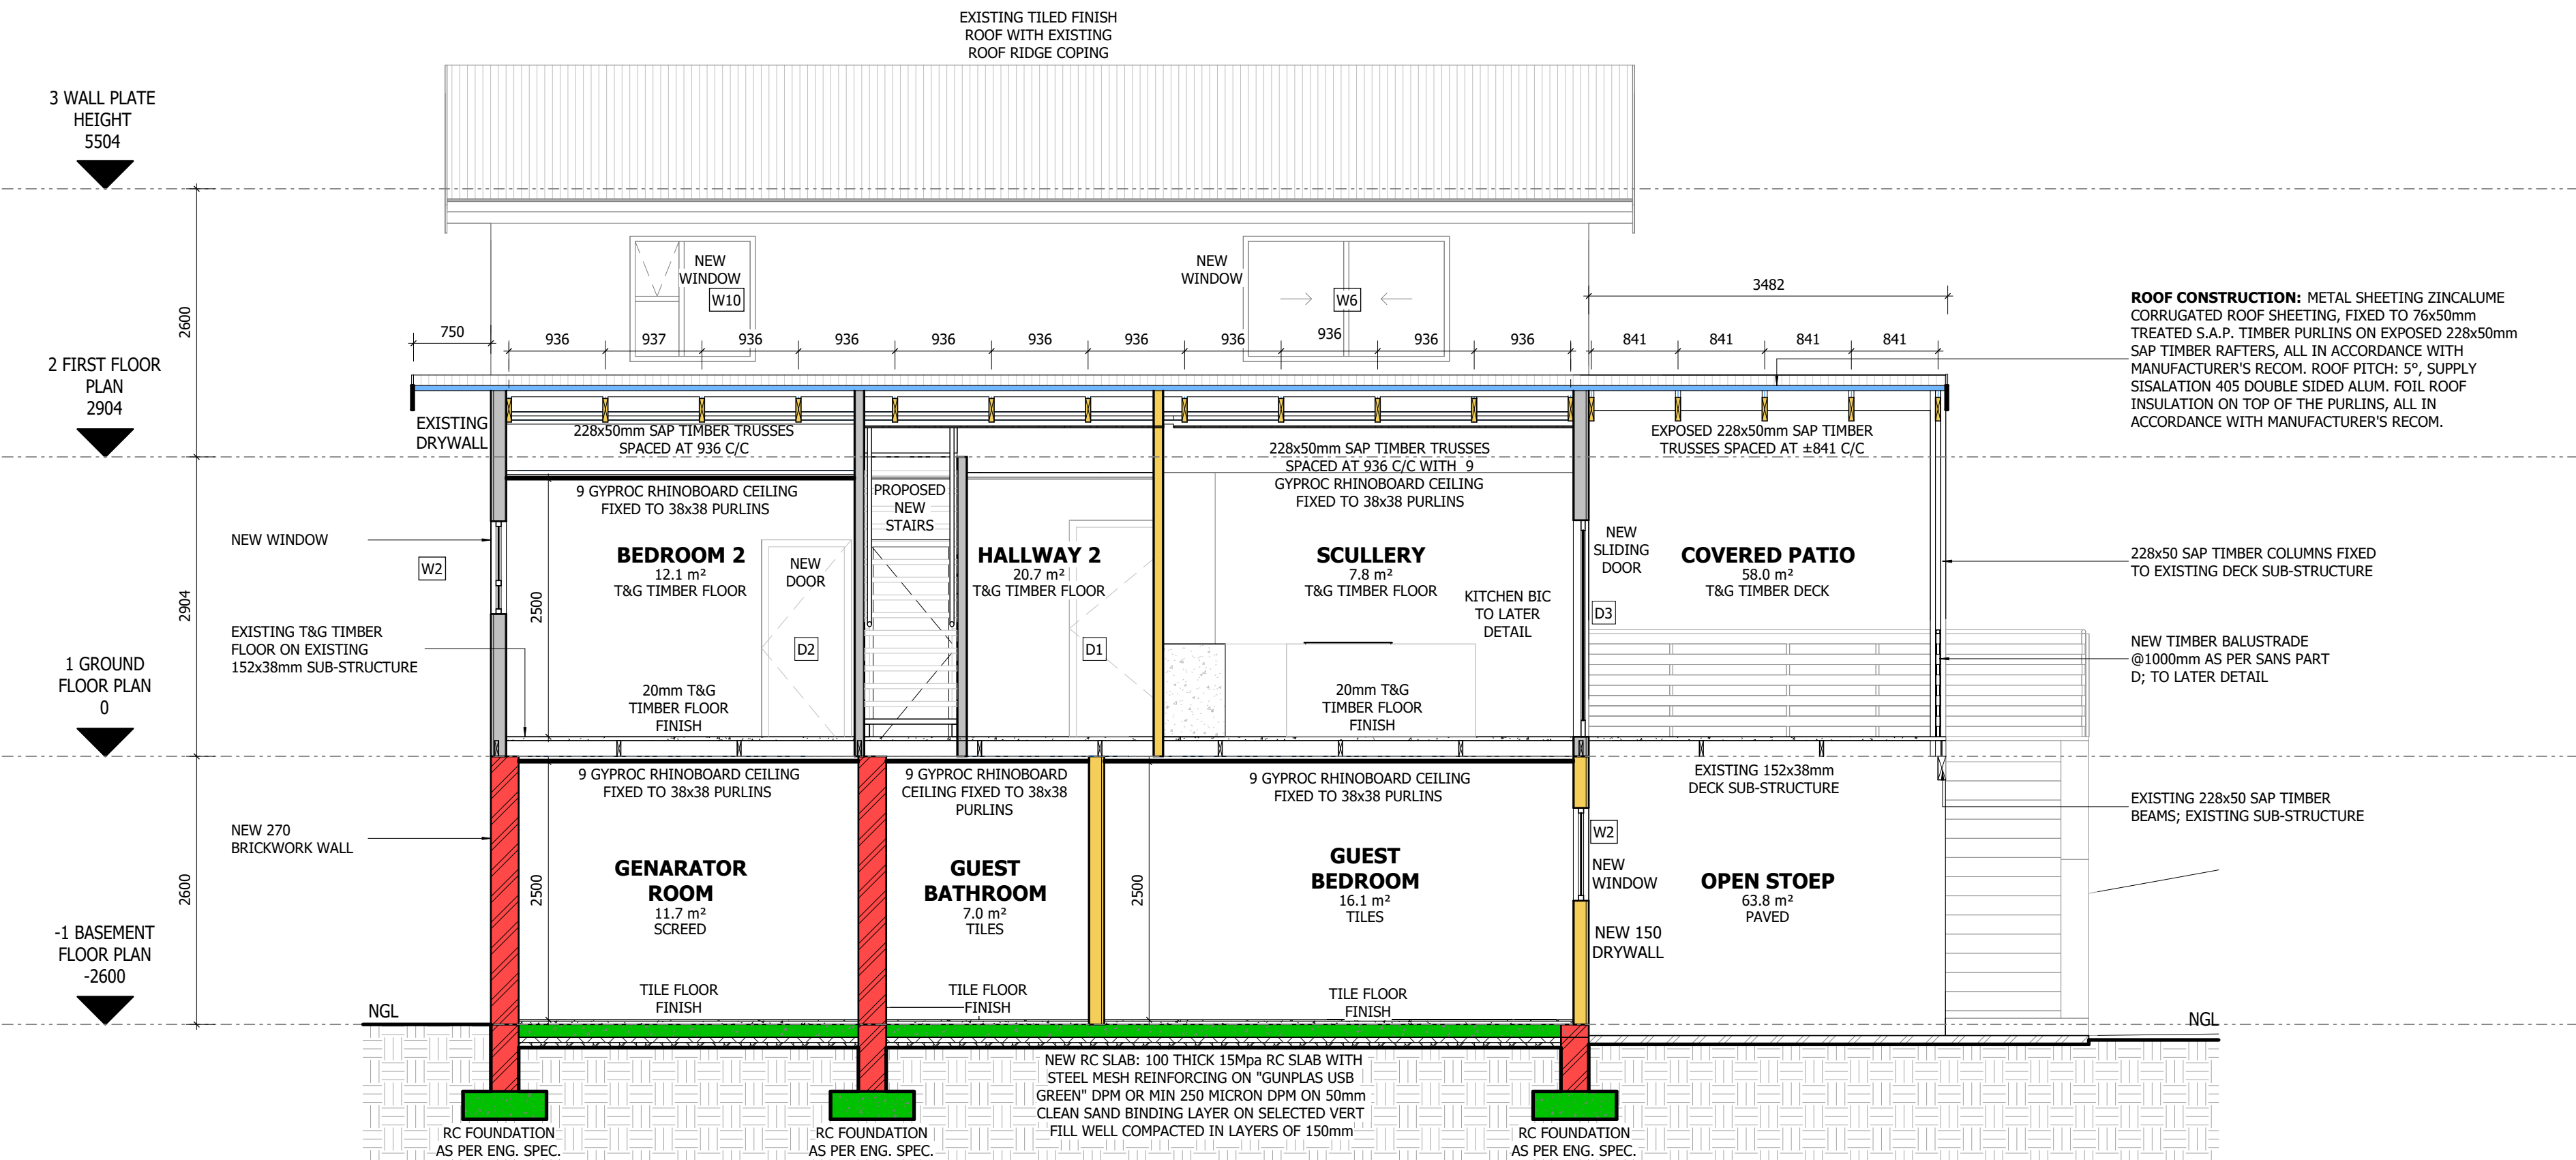 EXISTING TILED FINISH
ROOF WITH EXISTING
ROOF RIDGE COPING
3 WALL PLATE
HEIGHT
5504
2600
2 FIRST FLOOR
PLAN
2904
2904
1 GROUND
FLOOR PLAN
0
2600
-1 BASEMENT
FLOOR PLAN
-2600
NEW
WINDOW
W10
NEW
WINDOW
W6
3482
750
936
937
936
936
936
936
936
936
936
936
936
841
841
841
841
ROOF CONSTRUCTION: METAL SHEETING ZINCALUME
CORRUGATED ROOF SHEETING, FIXED TO 76x50mm
TREATED S.A.P. TIMBER PURLINS ON EXPOSED 228x50mm
SAP TIMBER RAFTERS, ALL IN ACCORDANCE WITH
MANUFACTURER'S RECOM. ROOF PITCH: 5°, SUPPLY
SISALATION 405 DOUBLE SIDED ALUM. FOIL ROOF
INSULATION ON TOP OF THE PURLINS, ALL IN
ACCORDANCE WITH MANUFACTURER'S RECOM.
EXISTING
DRYWALL
228x50mm SAP TIMBER TRUSSES
SPACED AT 936 C/C
228x50mm SAP TIMBER TRUSSES
SPACED AT 936 C/C WITH 9
GYPROC RHINOBOARD CEILING
FIXED TO 38x38 PURLINS
EXPOSED 228x50mm SAP TIMBER
TRUSSES SPACED AT ±841 C/C
9 GYPROC RHINOBOARD CEILING
FIXED TO 38x38 PURLINS
PROPOSED
NEW
STAIRS
NEW WINDOW
W2
2500
BEDROOM 2
12.1 m²
T&G TIMBER FLOOR
NEW
DOOR
D2
HALLWAY 2
20.7 m²
T&G TIMBER FLOOR
D1
SCULLERY
7.8 m²
T&G TIMBER FLOOR
KITCHEN BIC
TO LATER
DETAIL
NEW
SLIDING
DOOR
D3
COVERED PATIO
58.0 m²
T&G TIMBER DECK
228x50 SAP TIMBER COLUMNS FIXED
TO EXISTING DECK SUB-STRUCTURE
EXISTING T&G TIMBER
FLOOR ON EXISTING
152x38mm SUB-STRUCTURE
20mm T&G
TIMBER FLOOR
FINISH
20mm T&G
TIMBER FLOOR
FINISH
NEW TIMBER BALUSTRADE
@1000mm AS PER SANS PART
D; TO LATER DETAIL
9 GYPROC RHINOBOARD CEILING
FIXED TO 38x38 PURLINS
9 GYPROC RHINOBOARD
CEILING FIXED TO 38x38
PURLINS
9 GYPROC RHINOBOARD CEILING
FIXED TO 38x38 PURLINS
EXISTING 152x38mm
DECK SUB-STRUCTURE
EXISTING 228x50 SAP TIMBER
BEAMS; EXISTING SUB-STRUCTURE
NEW 270
BRICKWORK WALL
2500
GENARATOR
ROOM
11.7 m²
SCREED
GUEST
BATHROOM
7.0 m²
TILES
2500
GUEST
BEDROOM
16.1 m²
TILES
W2
NEW
WINDOW
NEW 150
DRYWALL
OPEN STOEP
63.8 m²
PAVED
TILE FLOOR
FINISH
TILE FLOOR
FINISH
TILE FLOOR
FINISH
NGL
NGL
NEW RC SLAB: 100 THICK 15Mpa RC SLAB WITH
STEEL MESH REINFORCING ON "GUNPLAS USB
GREEN" DPM OR MIN 250 MICRON DPM ON 50mm
CLEAN SAND BINDING LAYER ON SELECTED VERT
FILL WELL COMPACTED IN LAYERS OF 150mm
RC FOUNDATION
AS PER ENG. SPEC.
RC FOUNDATION
AS PER ENG. SPEC.
RC FOUNDATION
AS PER ENG. SPEC.